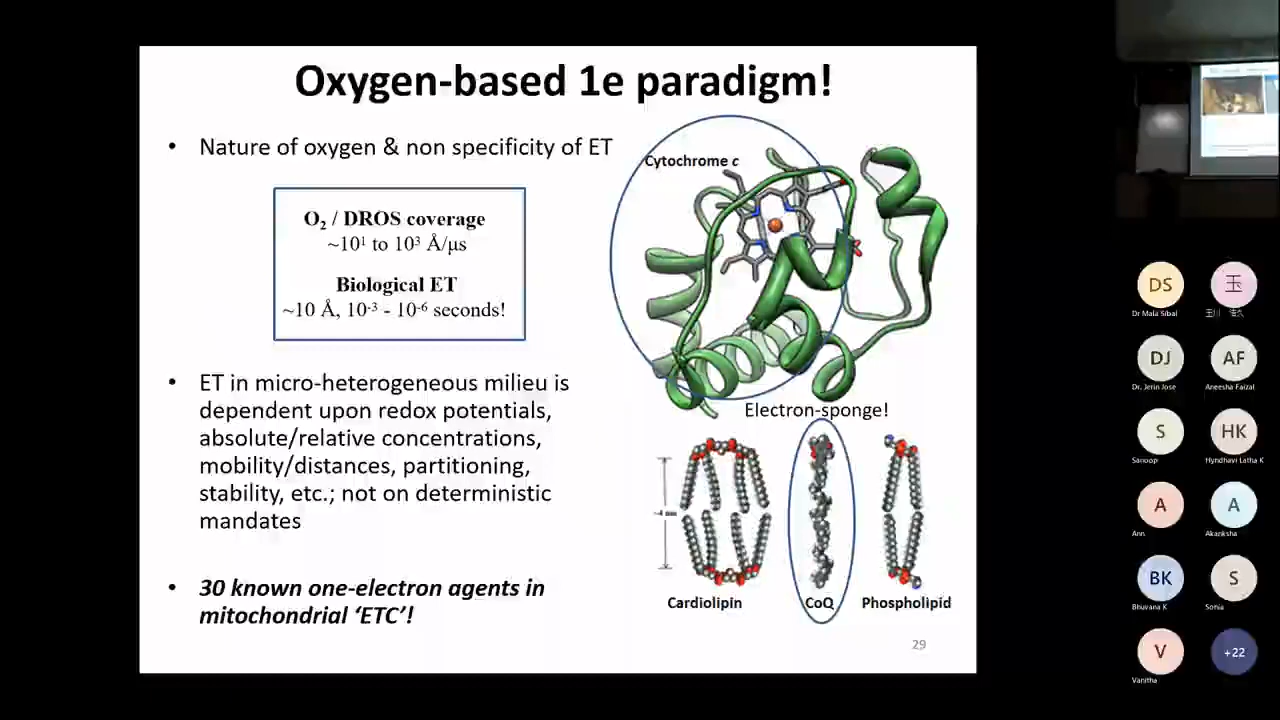 Oxygen-based 1e paradigm!
• Nature of oxygen & non specificity of ET
O₂ / DROS coverage
~10¹ to 10³ Å/µs
Biological ET
~10 Å, 10⁻³ - 10⁻⁶ seconds!
• ET in micro-heterogeneous milieu is
dependent upon redox potentials,
absolute/relative concentrations,
mobility/distances, partitioning,
stability, etc.; not on deterministic
mandates
• 30 known one-electron agents in
mitochondrial ‘ETC’!
Cytochrome c
Electron-sponge!
Cardiolipin
CoQ
Phospholipid
29
DS
Dr Mala Sibal
玉
玉川
DJ
Dr. Jerin Jose
AF
Aneesha Faizal
S
Sanoop
HK
Hyndhavi Latha K
A
Ann
A
Akanksha
BK
Bhuvana K
S
Sonia
V
Vanitha
+22